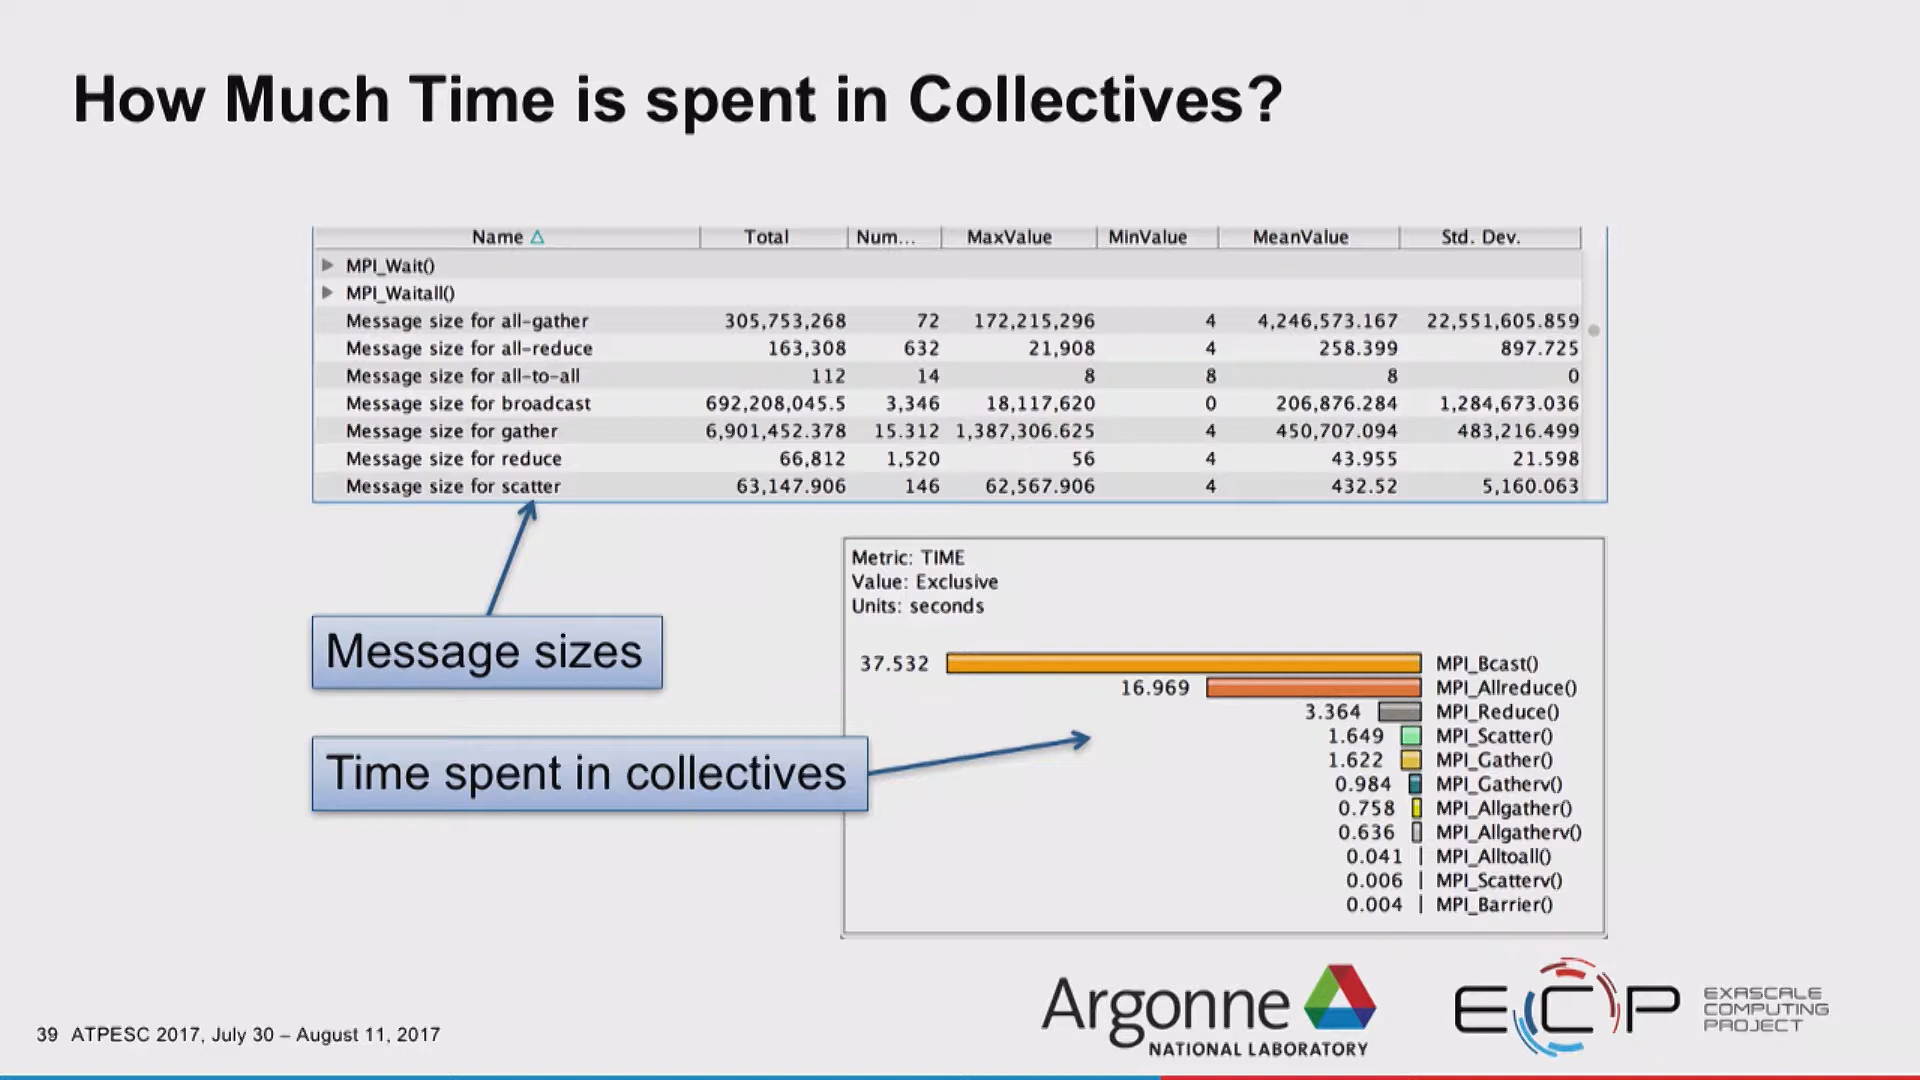 How Much Time is spent in Collectives?
Name △ Total Num... MaxValue MinValue MeanValue Std. Dev.
MPI_Wait()
MPI_Waitall()
Message size for all-gather 305,753,268 72 172,215,296 4 4,246,573.167 22,551,605.859
Message size for all-reduce 163,308 632 21,908 4 258.399 897.725
Message size for all-to-all 112 14 8 8 8 0
Message size for broadcast 692,208,045.5 3,346 18,117,620 0 206,876.284 1,284,673.036
Message size for gather 6,901,452.378 15.312 1,387,306.625 4 450,707.094 483,216.499
Message size for reduce 66,812 1,520 56 4 43.955 21.598
Message size for scatter 63,147.906 146 62,567.906 4 432.52 5,160.063
Message sizes
Time spent in collectives
Metric: TIME
Value: Exclusive
Units: seconds
37.532 MPI_Bcast()
16.969 MPI_Allreduce()
3.364 MPI_Reduce()
1.649 MPI_Scatter()
1.622 MPI_Gather()
0.984 MPI_Gatherv()
0.758 MPI_Allgather()
0.636 MPI_Allgatherv()
0.041 MPI_Alltoall()
0.006 MPI_Scatterv()
0.004 MPI_Barrier()
39 ATPESC 2017, July 30 – August 11, 2017
Argonne
NATIONAL LABORATORY
ECP
EXASCALE
COMPUTING
PROJECT